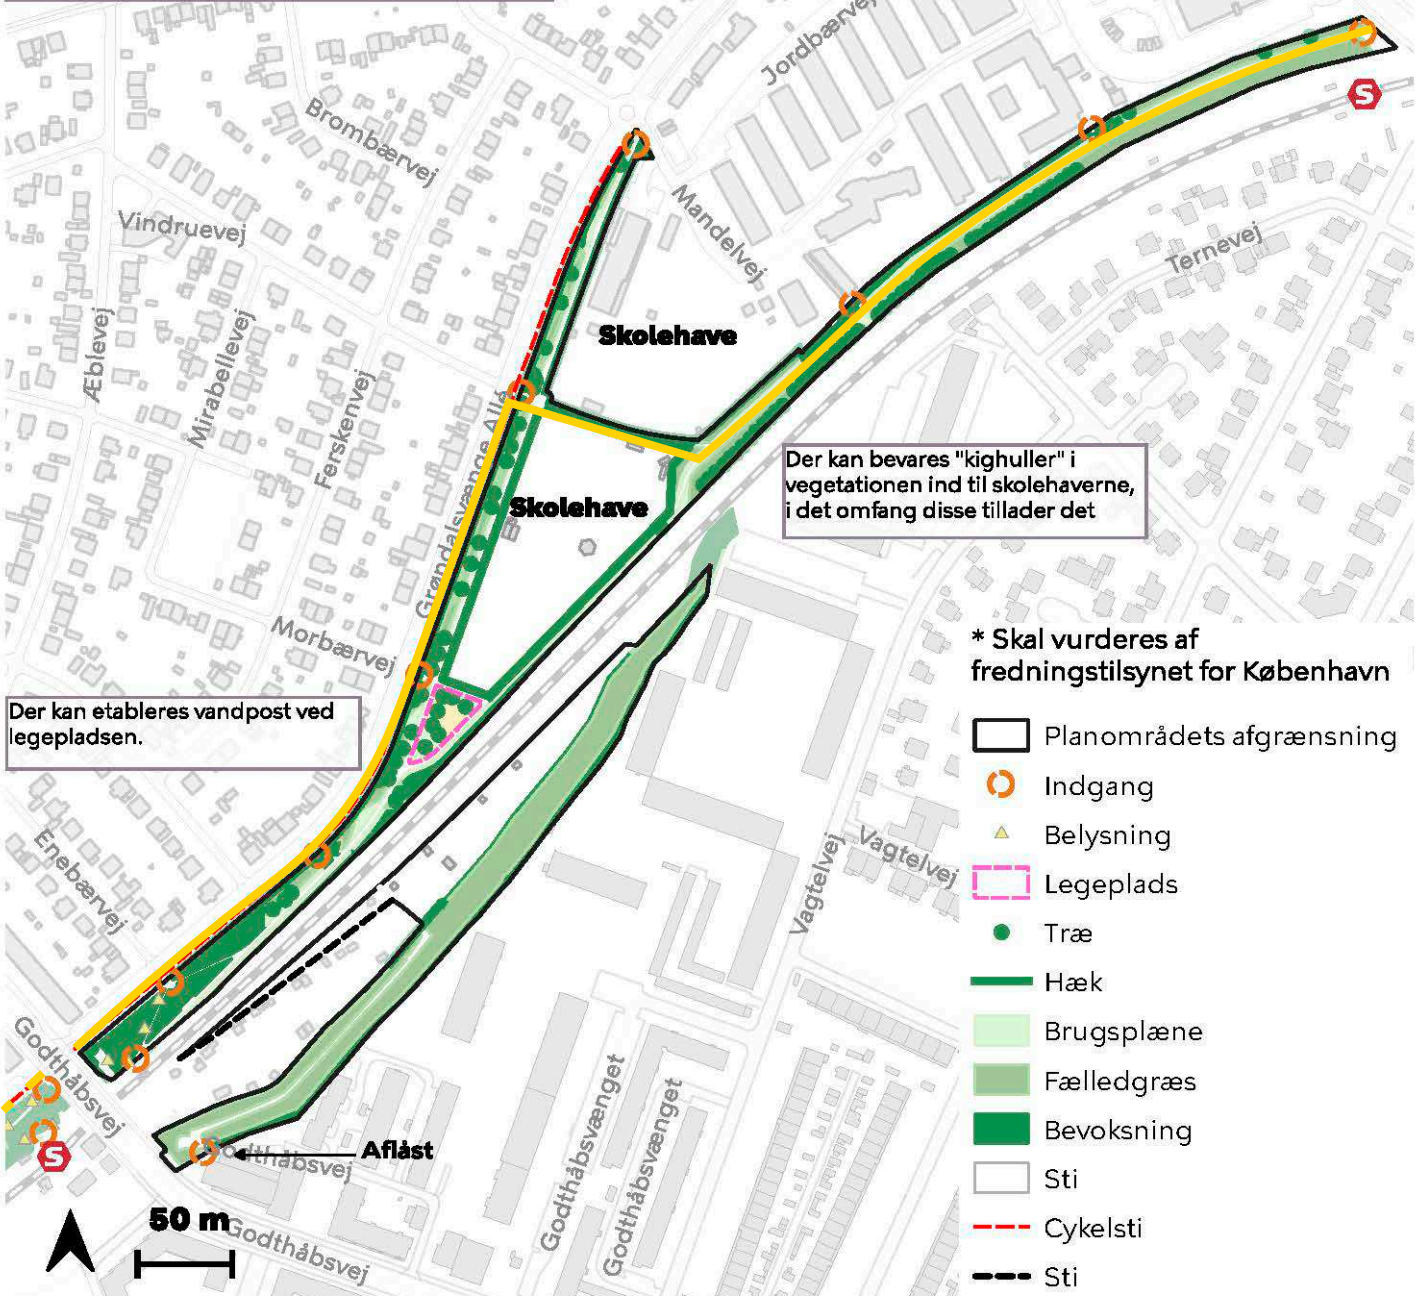 Jordbærvej
Brombærvej
S
Vindruevej
Mandelvej
Ternevej
Æblevej
Mirabellevej
Skolehave
Ferskenvej
Grøndalsvænge Allé
Der kan bevares "kighuller" i
vegetationen ind til skolehaverne,
i det omfang disse tillader det
Skolehave
Morbærvej
* Skal vurderes af
fredningstilsynet for København
Der kan etableres vandpost ved
legepladsen.
Planområdets afgrænsning
Indgang
Belysning
Legeplads
Træ
Hæk
Brugsplæne
Fælledgræs
Bevoksning
Sti
Cykelsti
Sti
Enebærvej
Vagtelvej
Vagtelvej
Godthåbsvej
S
Godthåbsvej
Aflåst
Godthåbsvænget
Godthåbsvænget
50 m
Godthåbsvej